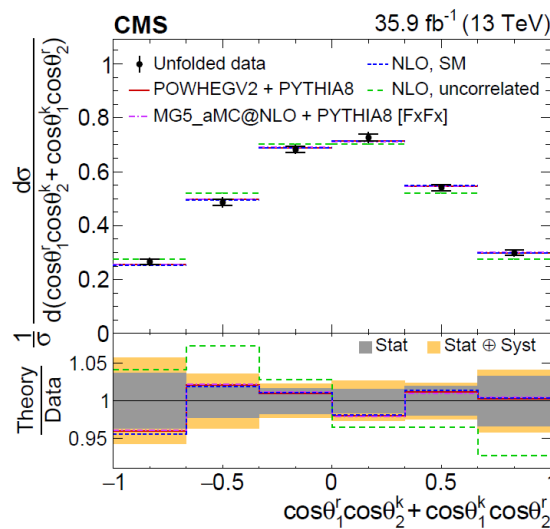 CMS 35.9 fb⁻¹ (13 TeV)
Unfolded data
POWHEGV2 + PYTHIA8
MG5_aMC@NLO + PYTHIA8 [FxFx]
NLO, SM
NLO, uncorrelated
1/σ dσ/d(cosθ₁ʳcosθ₂ᵏ + cosθ₁ᵏcosθ₂ʳ)
1
0.8
0.6
0.4
0.2
0
Stat Stat ⊕ Syst
Theory/Data
1.05
1
0.95
−1 −0.5 0 0.5 1
cosθ₁ʳcosθ₂ᵏ + cosθ₁ᵏcosθ₂ʳ